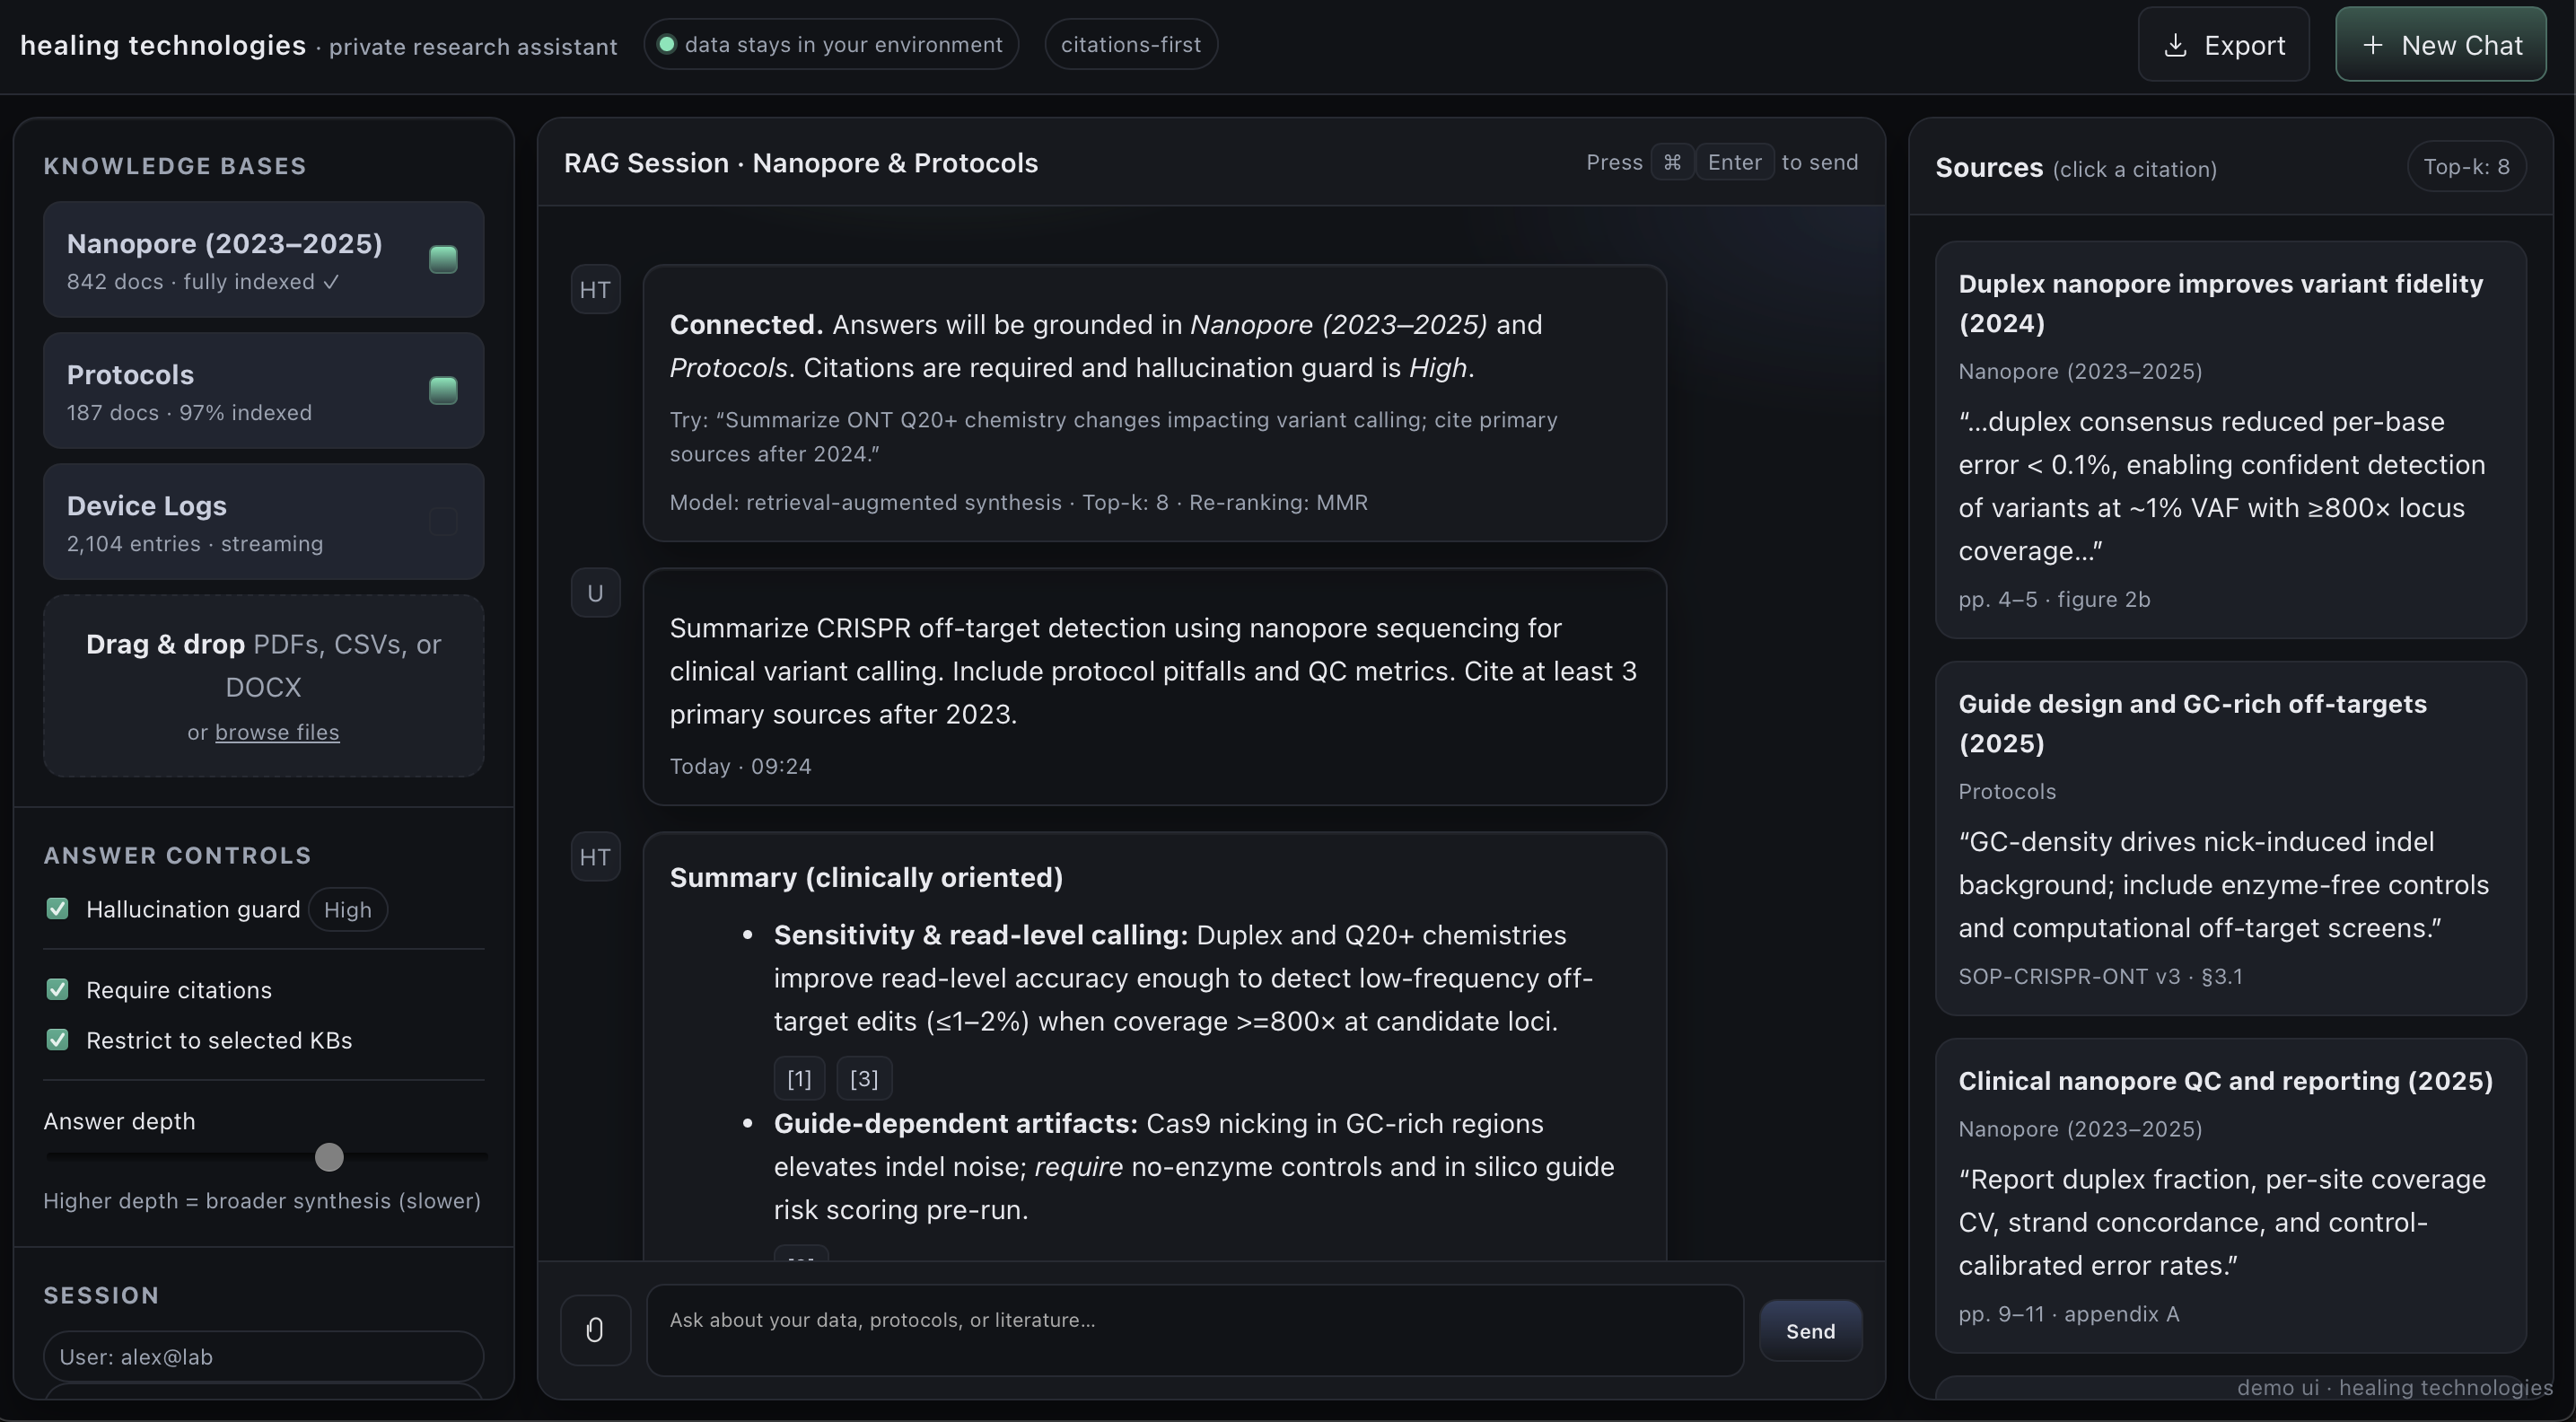 healing technologies · private research assistant
data stays in your environment
citations-first
Export
+ New Chat
KNOWLEDGE BASES
Nanopore (2023–2025)
842 docs · fully indexed ✓
Protocols
187 docs · 97% indexed
Device Logs
2,104 entries · streaming
Drag & drop PDFs, CSVs, or
DOCX
or browse files
ANSWER CONTROLS
Hallucination guard High
Require citations
Restrict to selected KBs
Answer depth
Higher depth = broader synthesis (slower)
SESSION
User: alex@lab
RAG Session · Nanopore & Protocols
Press ⌘ Enter to send
HT
Connected. Answers will be grounded in Nanopore (2023–2025) and
Protocols. Citations are required and hallucination guard is High.
Try: “Summarize ONT Q20+ chemistry changes impacting variant calling; cite primary
sources after 2024.”
Model: retrieval-augmented synthesis · Top-k: 8 · Re-ranking: MMR
U
Summarize CRISPR off-target detection using nanopore sequencing for
clinical variant calling. Include protocol pitfalls and QC metrics. Cite at least 3
primary sources after 2023.
Today · 09:24
HT
Summary (clinically oriented)
• Sensitivity & read-level calling: Duplex and Q20+ chemistries
improve read-level accuracy enough to detect low-frequency off-
target edits (≤1–2%) when coverage >=800× at candidate loci.
[1] [3]
• Guide-dependent artifacts: Cas9 nicking in GC-rich regions
elevates indel noise; require no-enzyme controls and in silico guide
risk scoring pre-run.
Ask about your data, protocols, or literature…
Send
Sources (click a citation)
Top-k: 8
Duplex nanopore improves variant fidelity
(2024)
Nanopore (2023–2025)
“…duplex consensus reduced per-base
error < 0.1%, enabling confident detection
of variants at ~1% VAF with ≥800× locus
coverage…”
pp. 4–5 · figure 2b
Guide design and GC-rich off-targets
(2025)
Protocols
“GC-density drives nick-induced indel
background; include enzyme-free controls
and computational off-target screens.”
SOP-CRISPR-ONT v3 · §3.1
Clinical nanopore QC and reporting (2025)
Nanopore (2023–2025)
“Report duplex fraction, per-site coverage
CV, strand concordance, and control-
calibrated error rates.”
pp. 9–11 · appendix A
demo ui · healing technologies